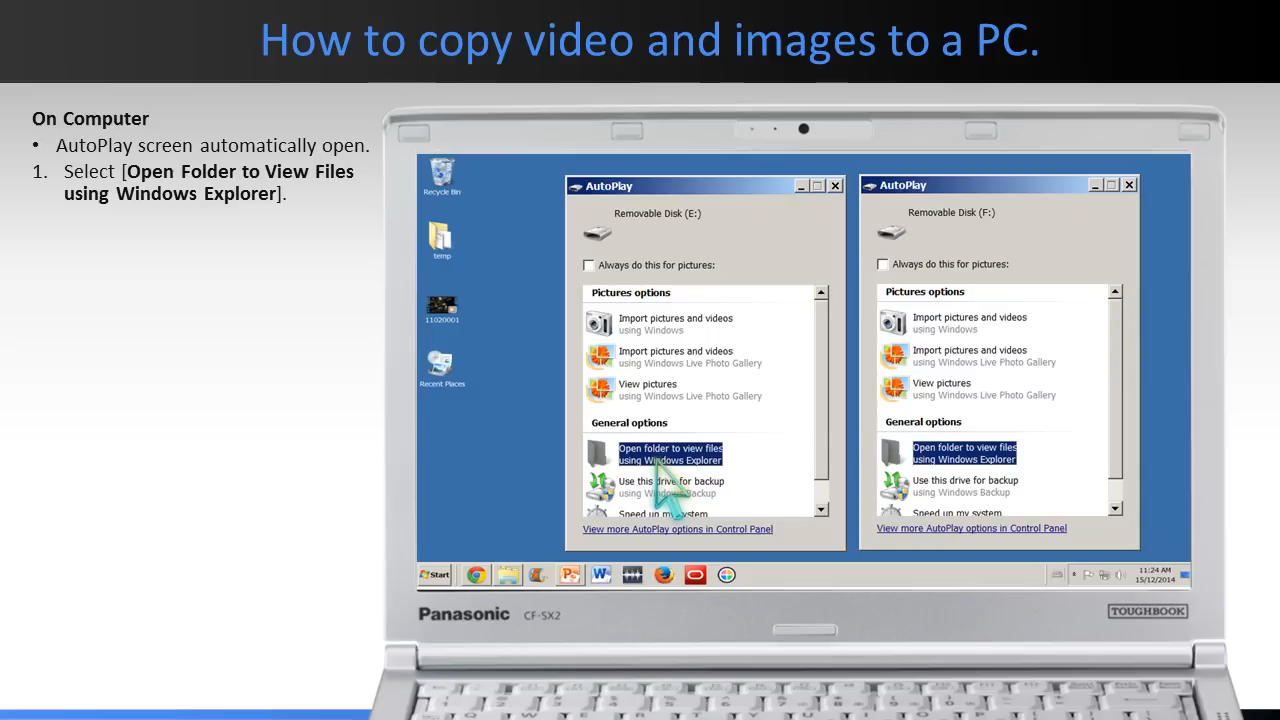 How to copy video and images to a PC.
On Computer
• AutoPlay screen automatically open.
1. Select [Open Folder to View Files
using Windows Explorer].
Recycle Bin
temp
11020001
Recent Places
AutoPlay
Removable Disk (E:)
Always do this for pictures:
Pictures options
Import pictures and videos
using Windows
Import pictures and videos
using Windows Live Photo Gallery
View pictures
using Windows Live Photo Gallery
General options
Open folder to view files
using Windows Explorer
Use this drive for backup
using Windows Backup
Speed up my system
View more AutoPlay options in Control Panel
AutoPlay
Removable Disk (F:)
Always do this for pictures:
Pictures options
Import pictures and videos
using Windows
Import pictures and videos
using Windows Live Photo Gallery
View pictures
using Windows Live Photo Gallery
General options
Open folder to view files
using Windows Explorer
Use this drive for backup
using Windows Backup
Speed up my system
View more AutoPlay options in Control Panel
Start
11:24 AM
15/12/2014
Panasonic CF-SX2
TOUGHBOOK